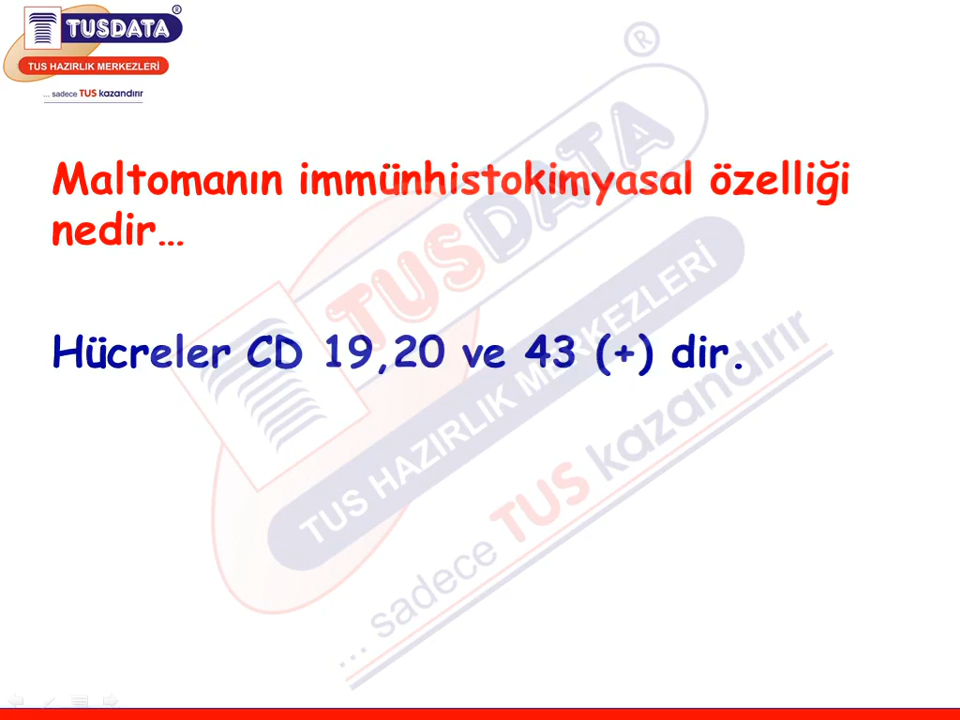 TUSDATA®
TUS HAZIRLIK MERKEZLERİ
... sadece TUS kazandırır
Maltomanın immünhistokimyasal özelliği
nedir…
Hücreler CD 19,20 ve 43 (+) dir.
TUSDATA®
TUS HAZIRLIK MERKEZLERİ
... sadece TUS kazandırır